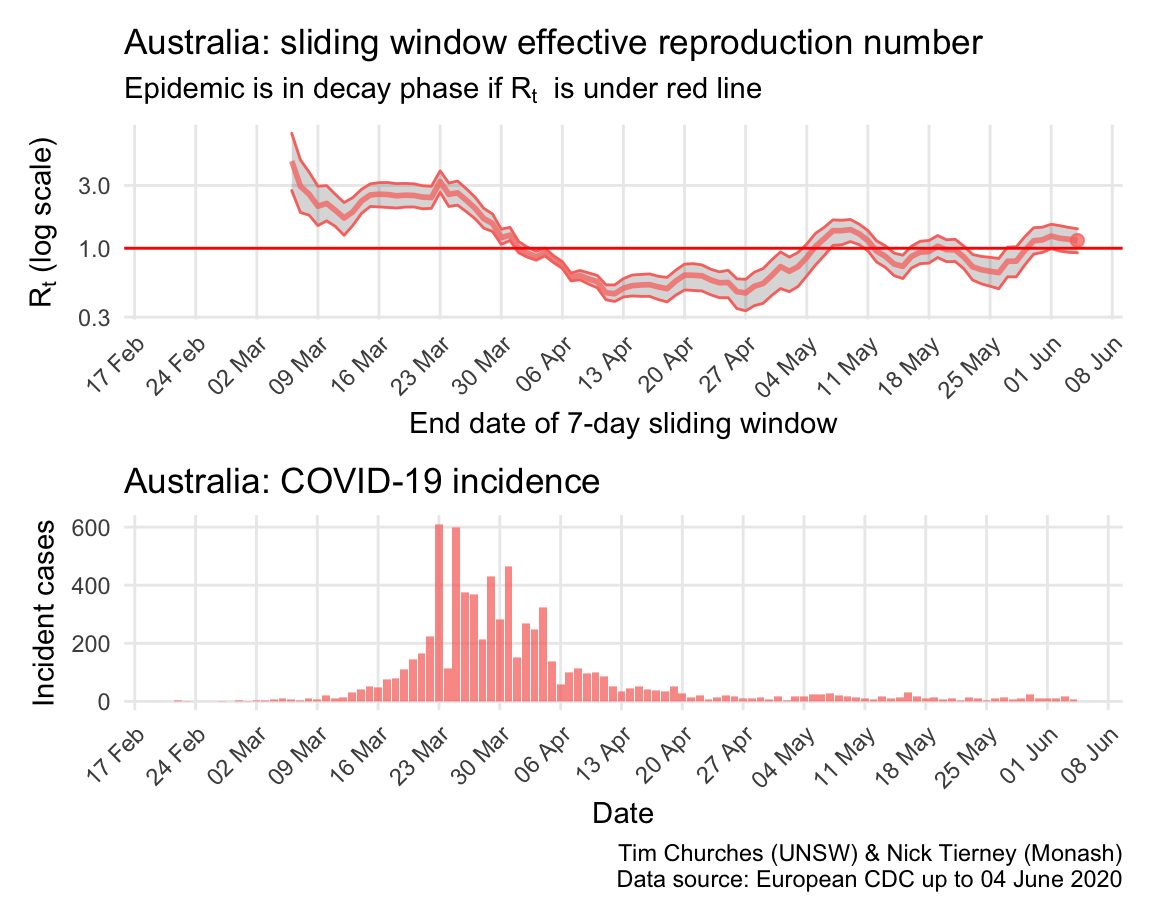 Australia: sliding window effective reproduction number
Epidemic is in decay phase if Rt is under red line
Rt (log scale)
3.0
1.0
0.3
17 Feb
24 Feb
02 Mar
09 Mar
16 Mar
23 Mar
30 Mar
06 Apr
13 Apr
20 Apr
27 Apr
04 May
11 May
18 May
25 May
01 Jun
08 Jun
End date of 7-day sliding window
Australia: COVID-19 incidence
Incident cases
600
400
200
0
17 Feb
24 Feb
02 Mar
09 Mar
16 Mar
23 Mar
30 Mar
06 Apr
13 Apr
20 Apr
27 Apr
04 May
11 May
18 May
25 May
01 Jun
08 Jun
Date
Tim Churches (UNSW) & Nick Tierney (Monash)
Data source: European CDC up to 04 June 2020